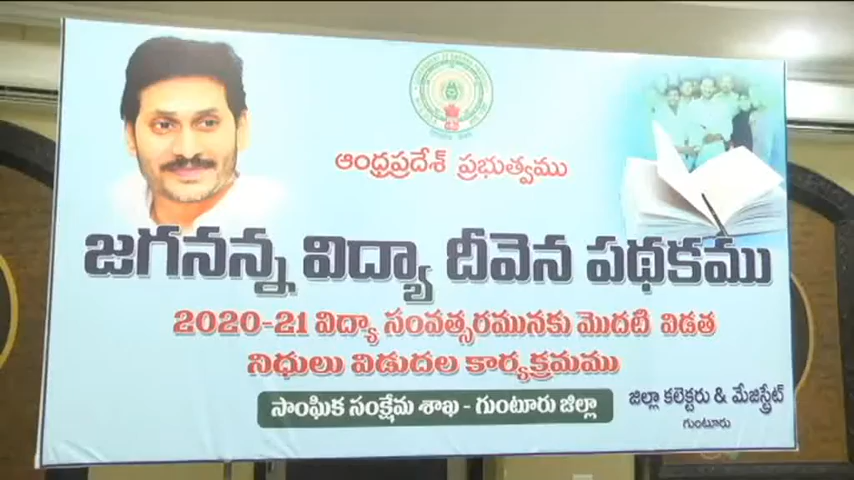 ఆంధ్రప్రదేశ్ ప్రభుత్వము
జగనన్న విద్యా దీవెన పథకము
2020-21 విద్యా సంవత్సరమునకు మొదటి విడత
నిధులు విడుదల కార్యక్రమము
సాంఘిక సంక్షేమ శాఖ - గుంటూరు జిల్లా
జిల్లా కలెక్టరు & మేజిస్ట్రేట్
గుంటూరు